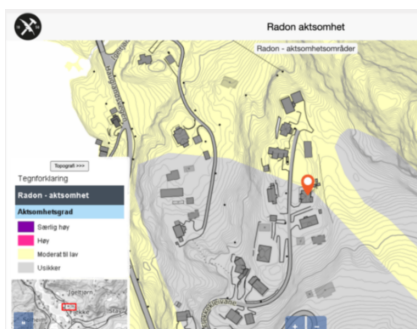 Radon aktsomhet
Radon - aktsomhetsområder
Topografi >>>
Tegnforklaring
Radon - aktsomhet
Aktsomhetsgrad
Særlig høy
Høy
Moderat til lav
Usikker